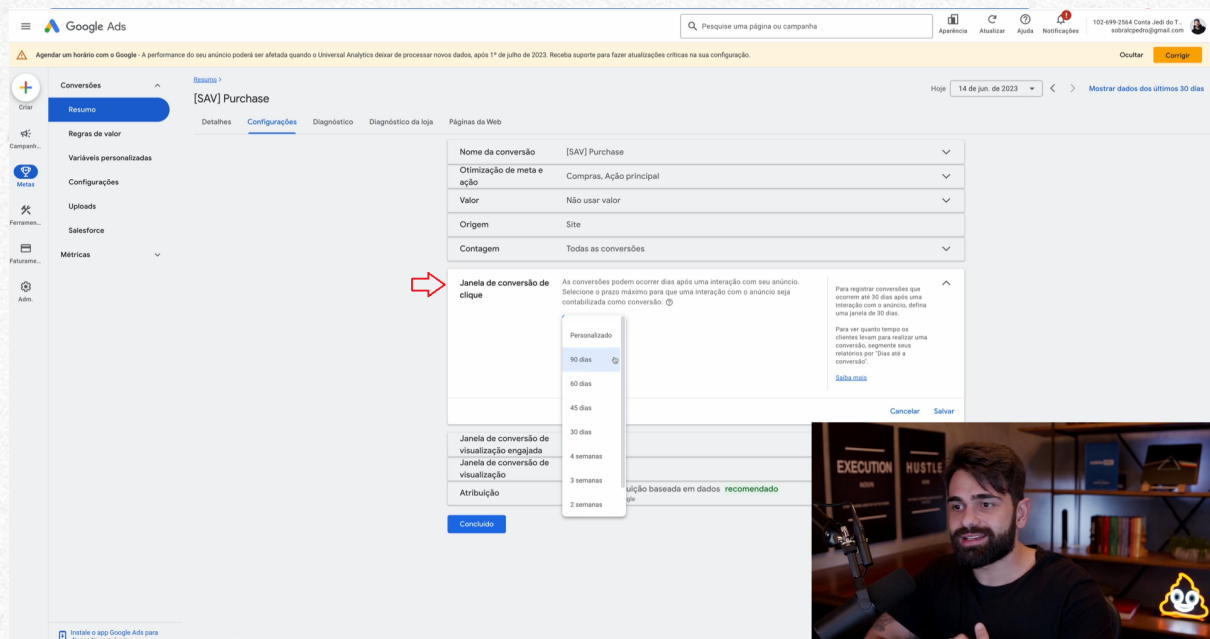 Google Ads
Pesquise uma página ou campanha
Aparência
Atualizar
Ajuda
Notificações
102-699-2564 Conta Jedi do T...
sobralcpedro@gmail.com
Agendar um horário com o Google - A performance do seu anúncio poderá ser afetada quando o Universal Analytics deixar de processar novos dados, após 1º de julho de 2023. Receba suporte para fazer atualizações críticas na sua configuração.
Ocultar
Corrigir
Criar
Campanh...
Metas
Ferramen...
Faturame...
Adm.
Conversões
Resumo
Regras de valor
Variáveis personalizadas
Configurações
Uploads
Salesforce
Métricas
Instale o app Google Ads para
Resumo >
[SAV] Purchase
Hoje
14 de jun. de 2023
Mostrar dados dos últimos 30 dias
Detalhes
Configurações
Diagnóstico
Diagnóstico da loja
Páginas da Web
Nome da conversão
[SAV] Purchase
Otimização de meta e
ação
Compras, Ação principal
Valor
Não usar valor
Origem
Site
Contagem
Todas as conversões
Janela de conversão de
clique
As conversões podem ocorrer dias após uma interação com seu anúncio.
Selecione o prazo máximo para que uma interação com o anúncio seja
contabilizada como conversão.
Personalizado
90 dias
60 dias
45 dias
30 dias
4 semanas
3 semanas
2 semanas
Para registrar conversões que
ocorrem até 30 dias após uma
interação com o anúncio, defina
uma janela de 30 dias.
Para ver quanto tempo os
clientes levam para realizar uma
conversão, segmente seus
relatórios por "Dias até a
conversão".
Saiba mais
Cancelar
Salvar
Janela de conversão de
visualização engajada
Janela de conversão de
visualização
Atribuição
uição baseada em dados recomendado
gle
Concluído
EXECUTION
HUSTLE